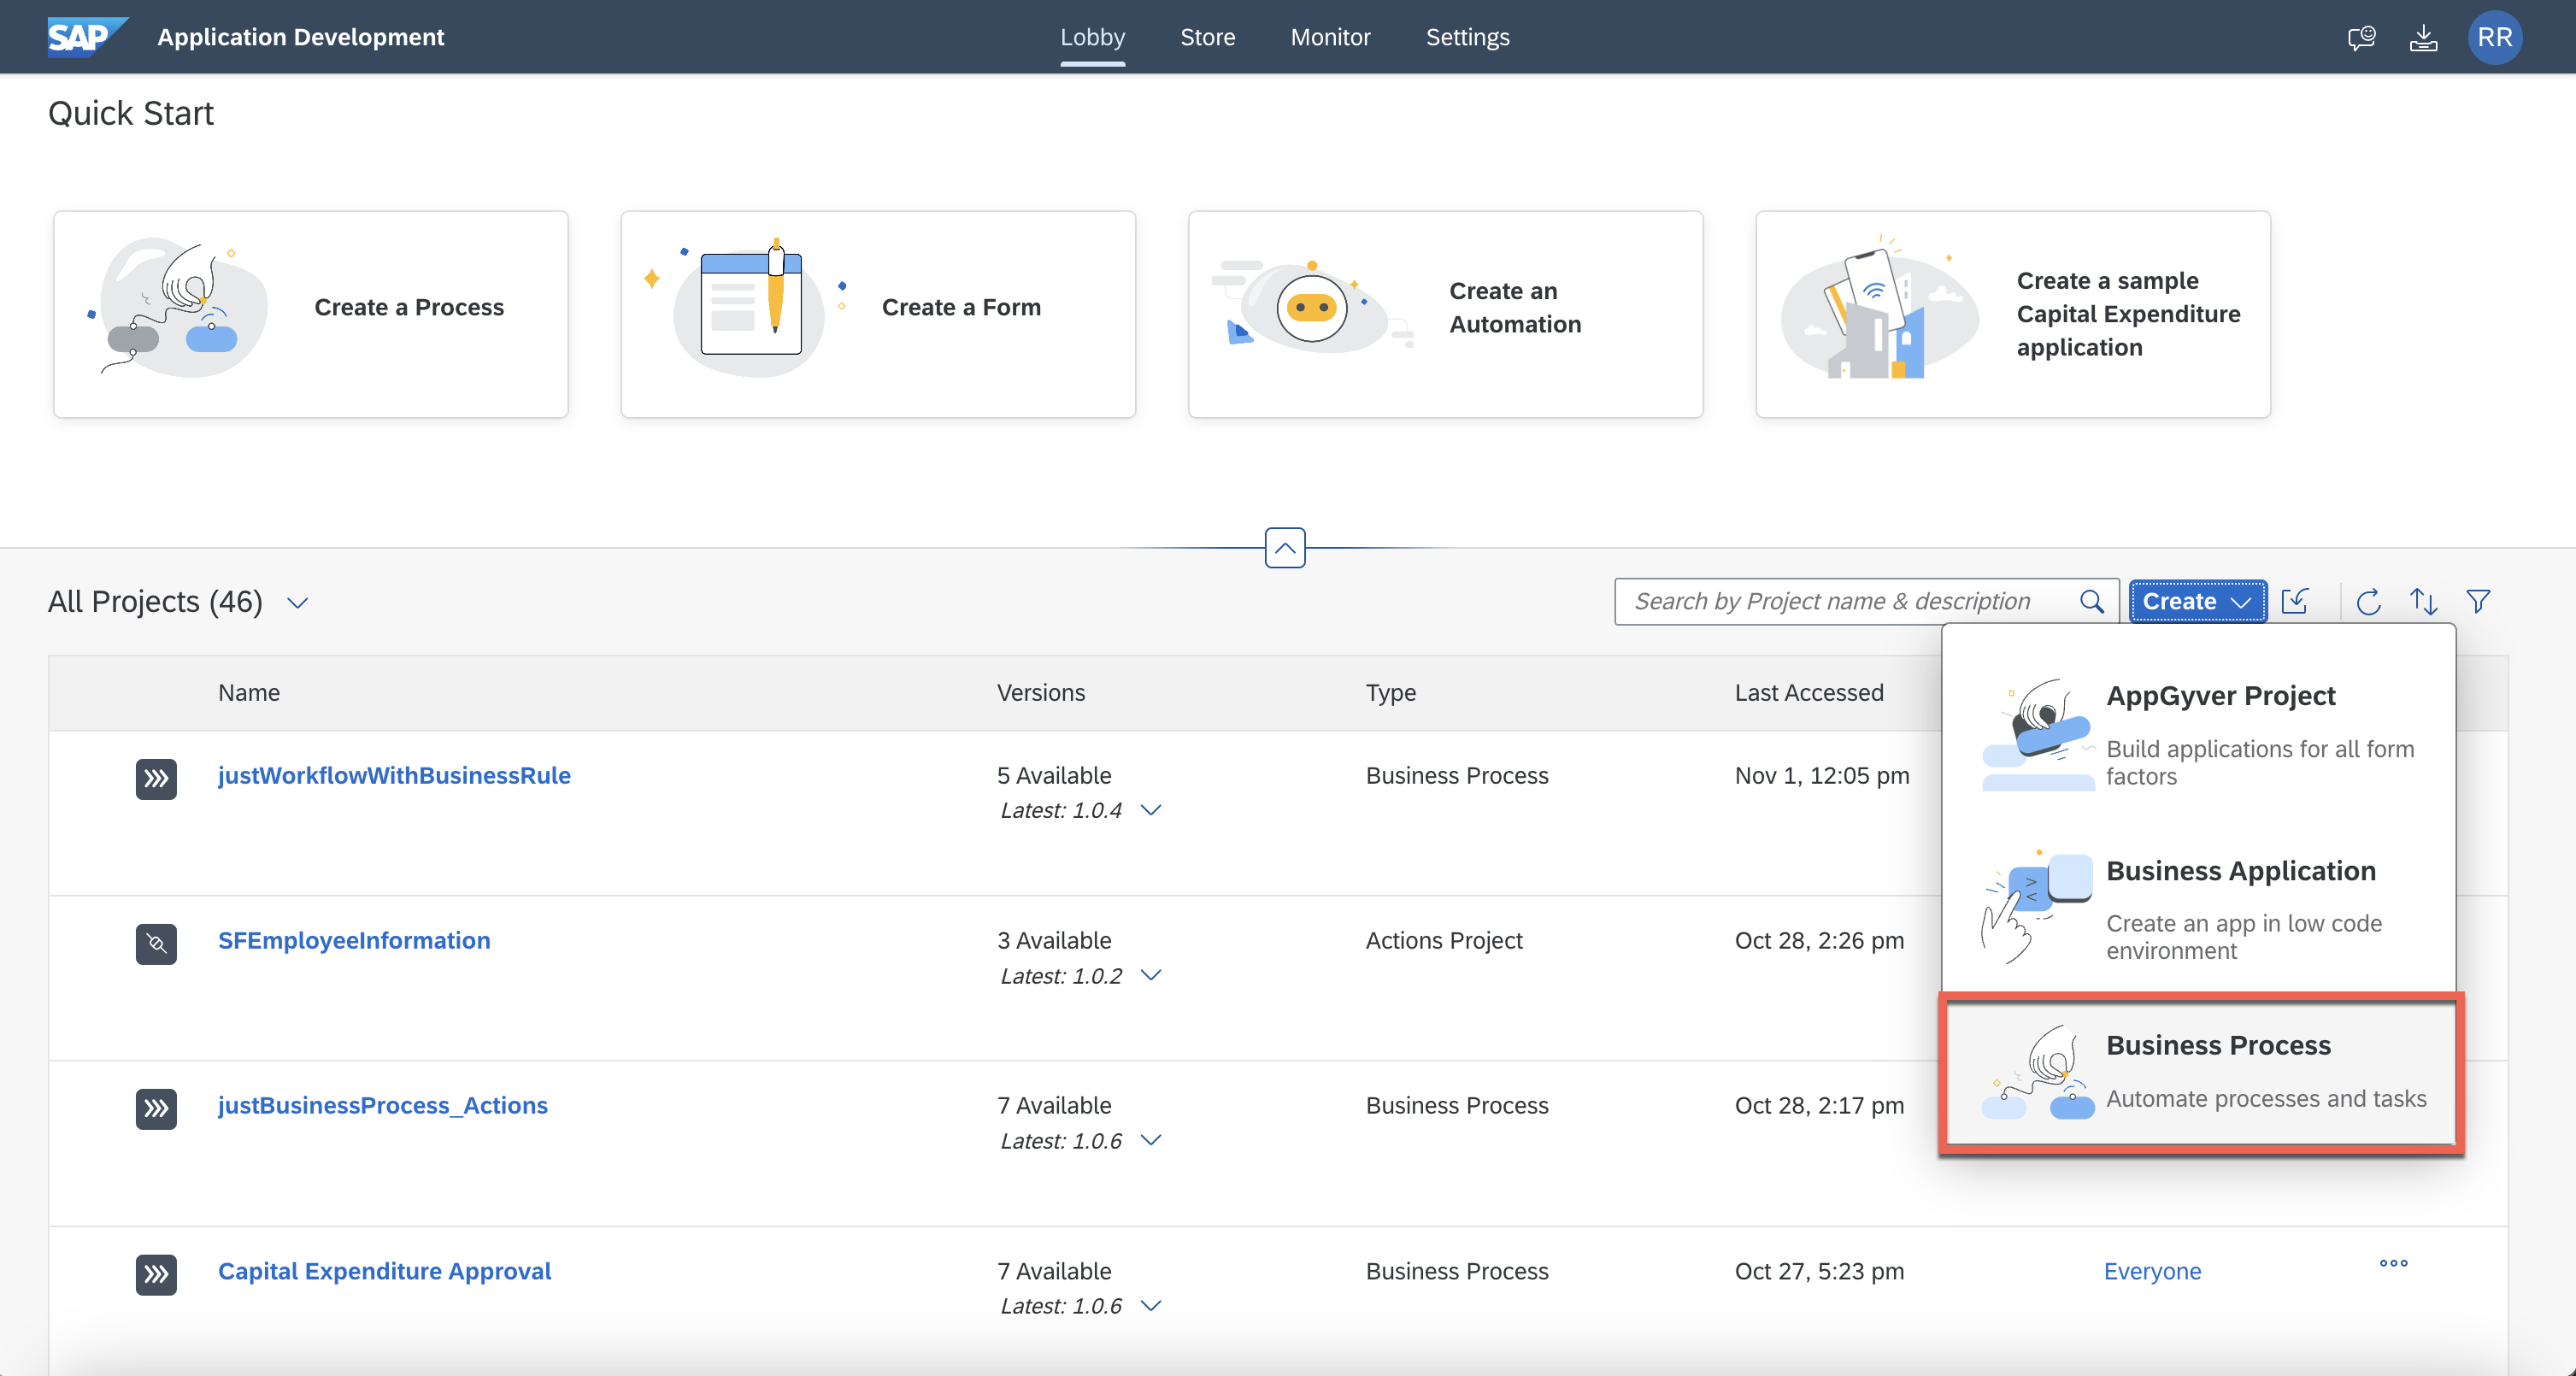 SAP Application Development Lobby Store Monitor Settings RR
Quick Start
Create a Process
Create a Form
Create an
Automation
Create a sample
Capital Expenditure
application
All Projects (46)
Search by Project name & description
Create
Name Versions Type Last Accessed
justWorkflowWithBusinessRule 5 Available Business Process Nov 1, 12:05 pm
Latest: 1.0.4
SFEmployeeInformation 3 Available Actions Project Oct 28, 2:26 pm
Latest: 1.0.2
justBusinessProcess_Actions 7 Available Business Process Oct 28, 2:17 pm
Latest: 1.0.6
Capital Expenditure Approval 7 Available Business Process Oct 27, 5:23 pm Everyone
Latest: 1.0.6
AppGyver Project
Build applications for all form
factors
Business Application
Create an app in low code
environment
Business Process
Automate processes and tasks